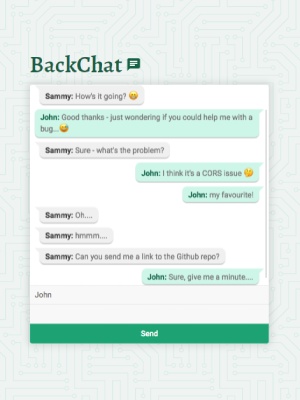 BackChat
Sammy: How's it going? 😁
John: Good thanks - just wondering if you could help me with a
bug...😅
Sammy: Sure - what's the problem?
John: I think it's a CORS issue 🤔
John: my favourite!
Sammy: Oh....
Sammy: hmmm....
Sammy: Can you send me a link to the Github repo?
John: Sure, give me a minute....
John
Send